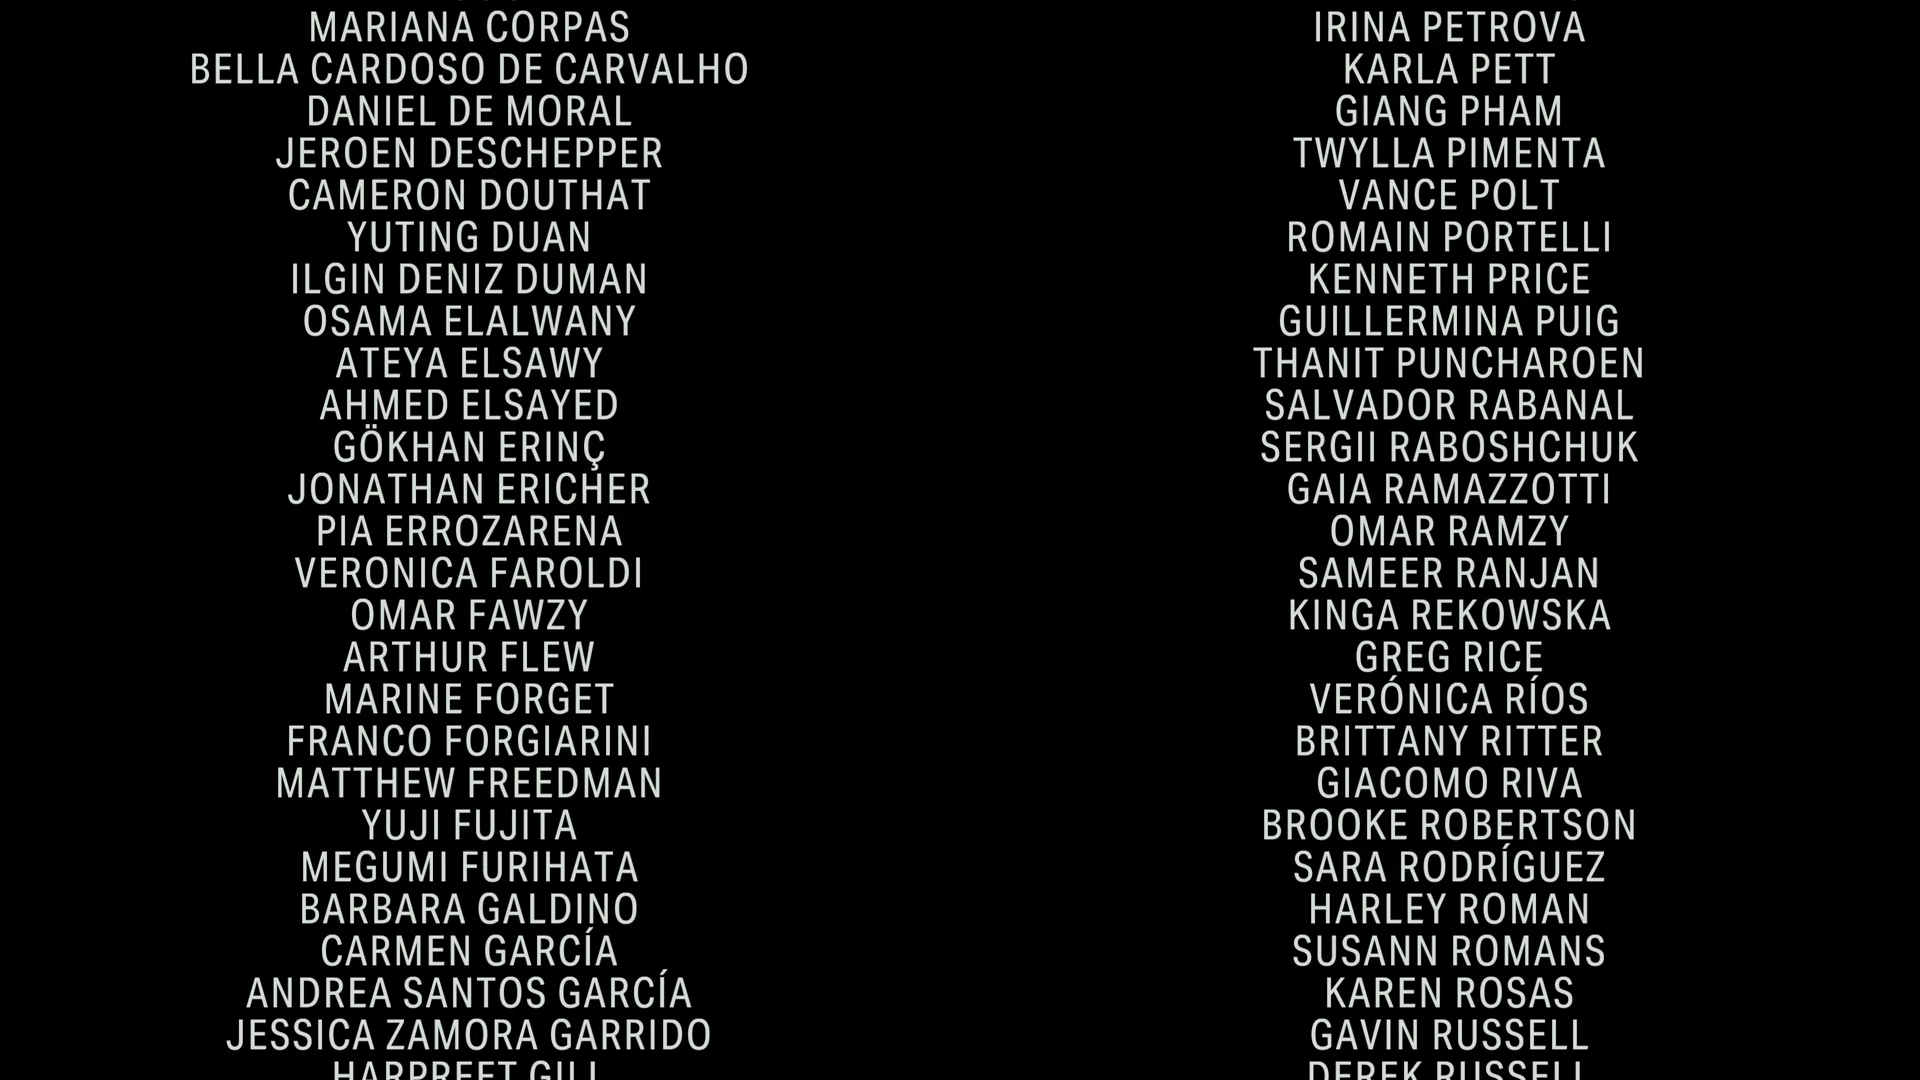 MARIANA CORPAS
BELLA CARDOSO DE CARVALHO
DANIEL DE MORAL
JEROEN DESCHEPPER
CAMERON DOUTHAT
YUTING DUAN
ILGIN DENIZ DUMAN
OSAMA ELALWANY
ATEYA ELSAWY
AHMED ELSAYED
GÖKHAN ERINÇ
JONATHAN ERICHER
PIA ERROZARENA
VERONICA FAROLDI
OMAR FAWZY
ARTHUR FLEW
MARINE FORGET
FRANCO FORGIARINI
MATTHEW FREEDMAN
YUJI FUJITA
MEGUMI FURIHATA
BARBARA GALDINO
CARMEN GARCÍA
ANDREA SANTOS GARCÍA
JESSICA ZAMORA GARRIDO
HARPREET GILL
IRINA PETROVA
KARLA PETT
GIANG PHAM
TWYLLA PIMENTA
VANCE POLT
ROMAIN PORTELLI
KENNETH PRICE
GUILLERMINA PUIG
THANIT PUNCHAROEN
SALVADOR RABANAL
SERGII RABOSHCHUK
GAIA RAMAZZOTTI
OMAR RAMZY
SAMEER RANJAN
KINGA REKOWSKA
GREG RICE
VERÓNICA RÍOS
BRITTANY RITTER
GIACOMO RIVA
BROOKE ROBERTSON
SARA RODRÍGUEZ
HARLEY ROMAN
SUSANN ROMANS
KAREN ROSAS
GAVIN RUSSELL
DEREK RUSSELL